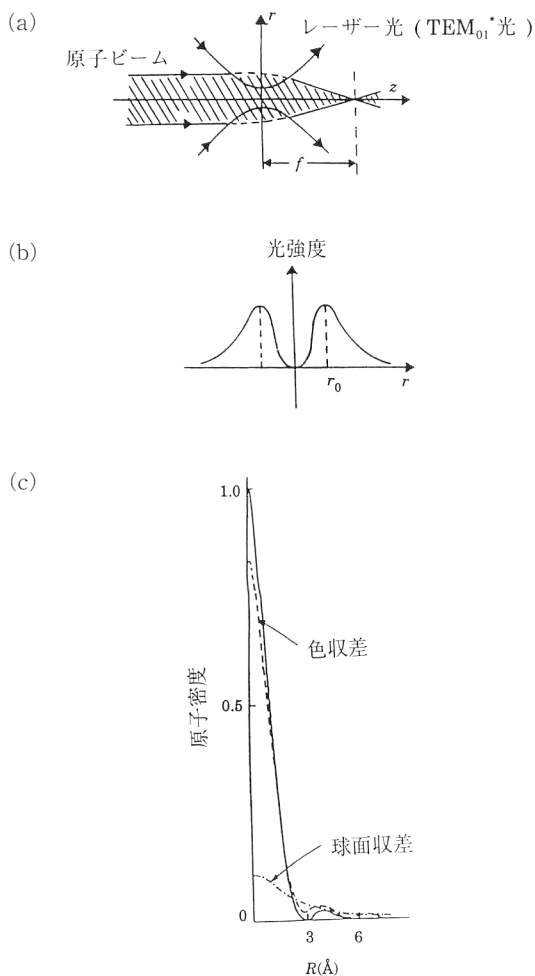 (a)
r
レーザー光 ( TEM₀₁* 光 )
原子ビーム
z
f
(b)
光強度
r₀
r
(c)
1.0
色収差
原子密度
0.5
球面収差
0
3
6
R(Å)